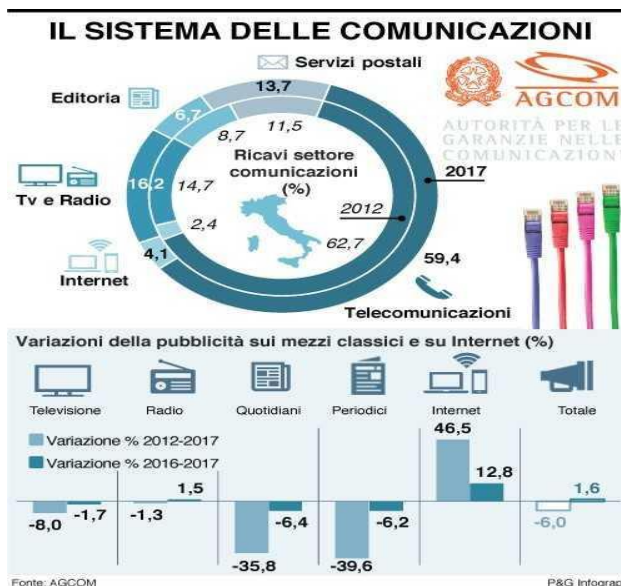 IL SISTEMA DELLE COMUNICAZIONI
Servizi postali
13,7
Editoria
6,7
8,7
11,5
AGCOM
AUTORITÀ PER LE
GARANZIE NELLE
COMUNICAZIONI
Ricavi settore
comunicazioni
(%)
2017
16,2
14,7
Tv e Radio
2012
2,4
62,7
4,1
Internet
59,4
Telecomunicazioni
Variazioni della pubblicità sui mezzi classici e su Internet (%)
Televisione Radio Quotidiani Periodici Internet Totale
Variazione % 2012-2017
Variazione % 2016-2017
46,5
12,8
1,5
1,6
-8,0
-1,7
-1,3
-6,4
-6,2
-6,0
-35,8
-39,6
Fonte: AGCOM
P&G Infograp